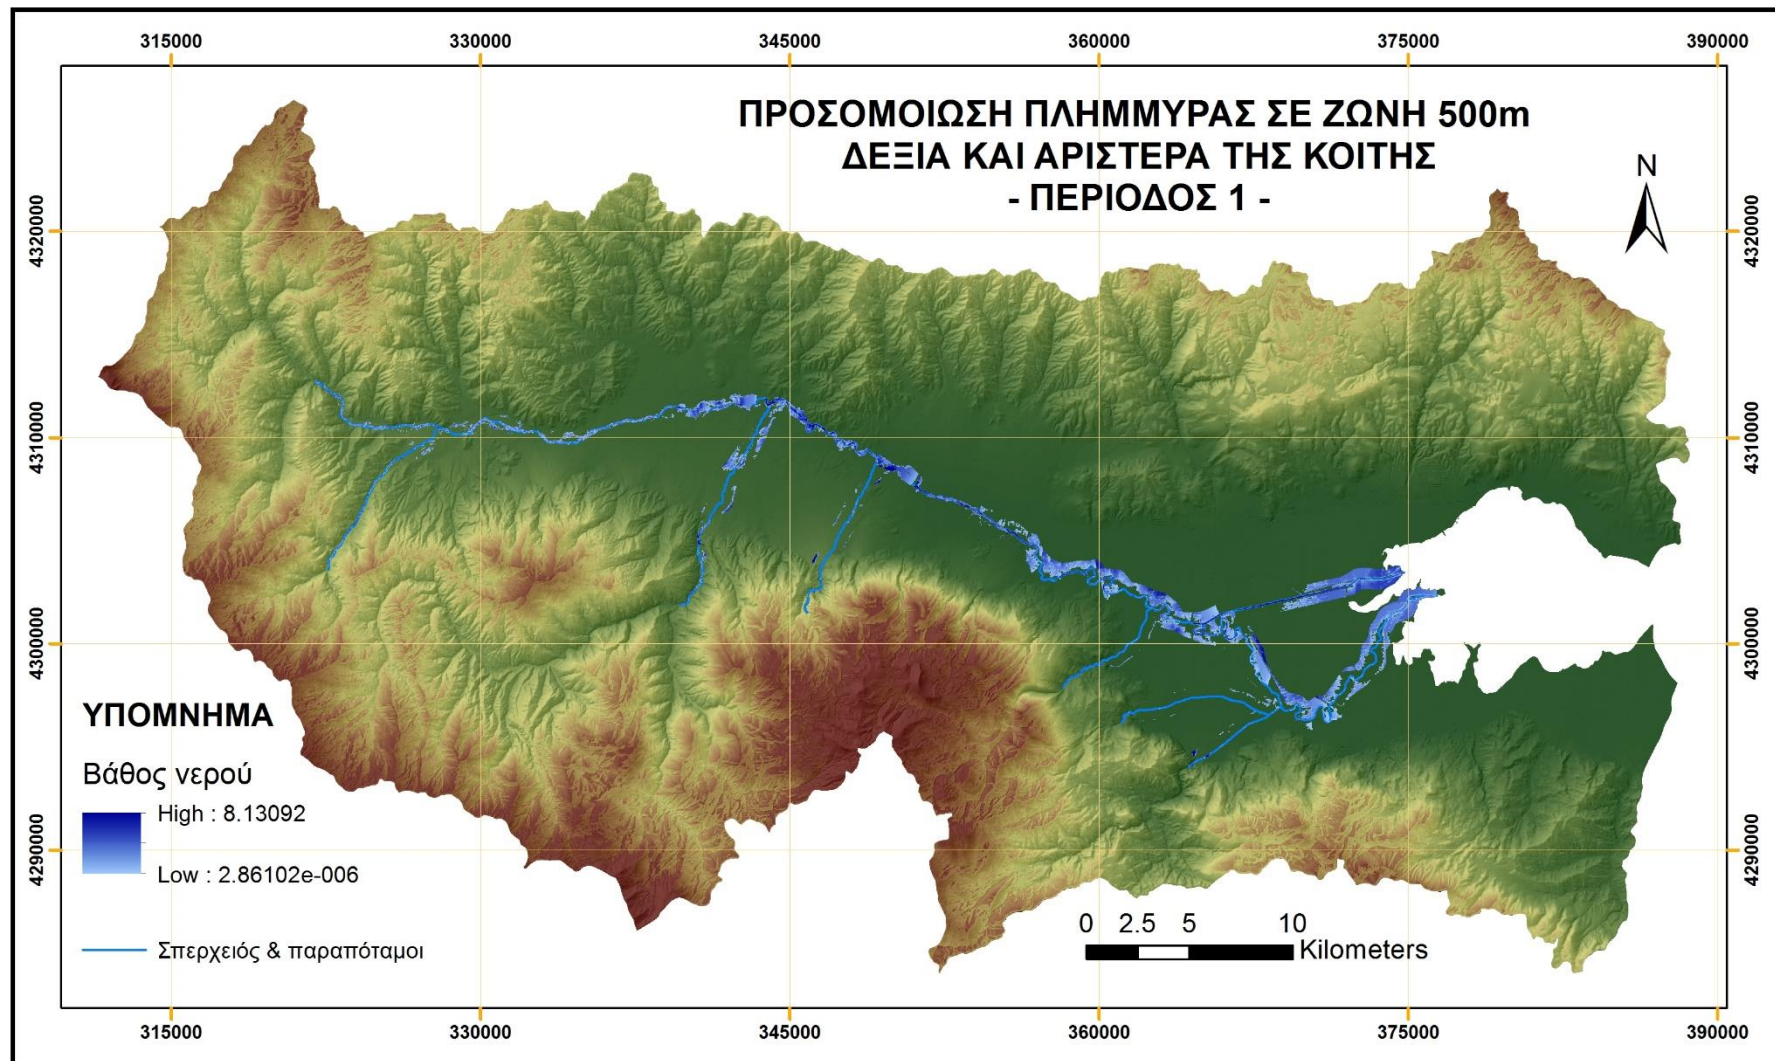 315000 330000 345000 360000 375000 390000
ΠΡΟΣΟΜΟΙΩΣΗ ΠΛΗΜΜΥΡΑΣ ΣΕ ΖΩΝΗ 500m
ΔΕΞΙΑ ΚΑΙ ΑΡΙΣΤΕΡΑ ΤΗΣ ΚΟΙΤΗΣ
- ΠΕΡΙΟΔΟΣ 1 -
N
4320000 4320000
4310000 4310000
4300000 4300000
4290000 4290000
ΥΠΟΜΝΗΜΑ
Βάθος νερού
High : 8.13092
Low : 2.86102e-006
Σπερχειός & παραπόταμοι
0 2.5 5 10
Kilometers
315000 330000 345000 360000 375000 390000